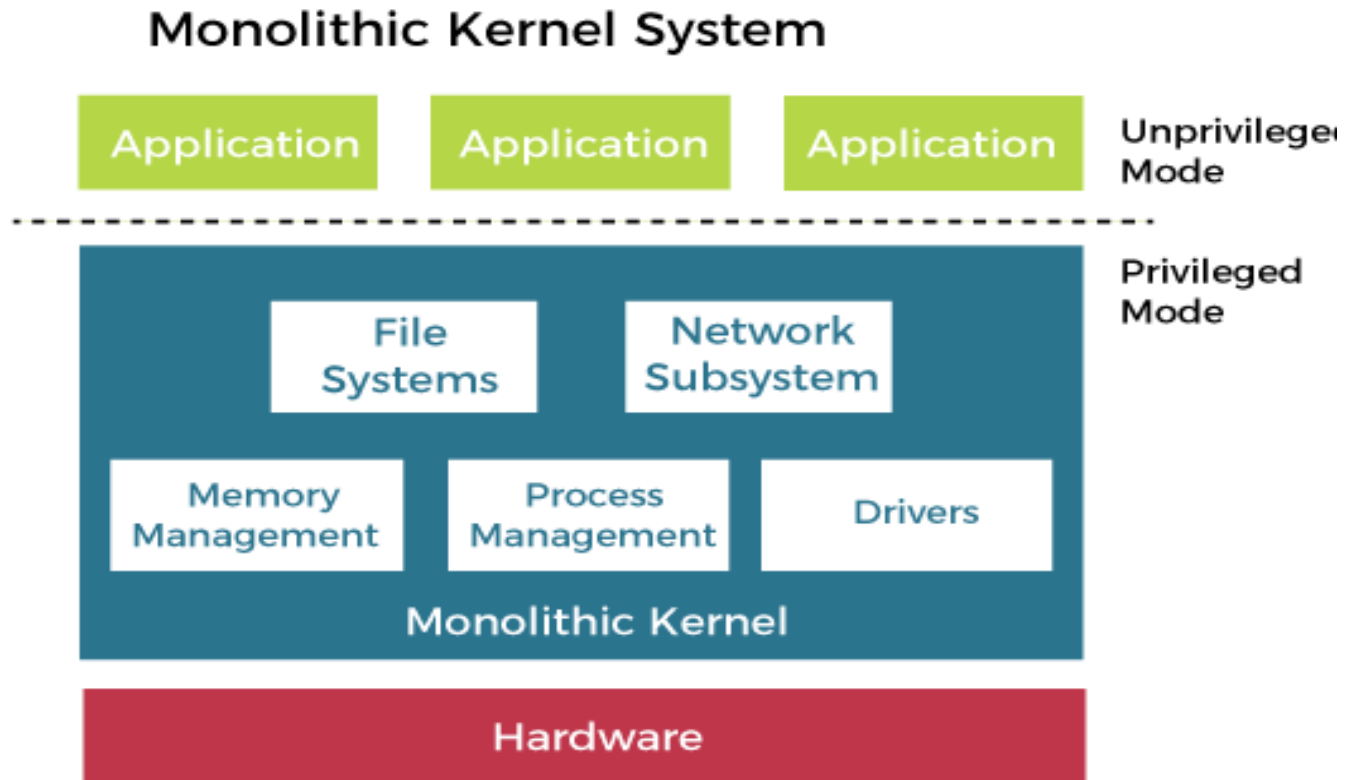 Monolithic Kernel System
Application Application Application
Unprivileged
Mode
Privileged
Mode
File
Systems
Network
Subsystem
Memory
Management
Process
Management
Drivers
Monolithic Kernel
Hardware